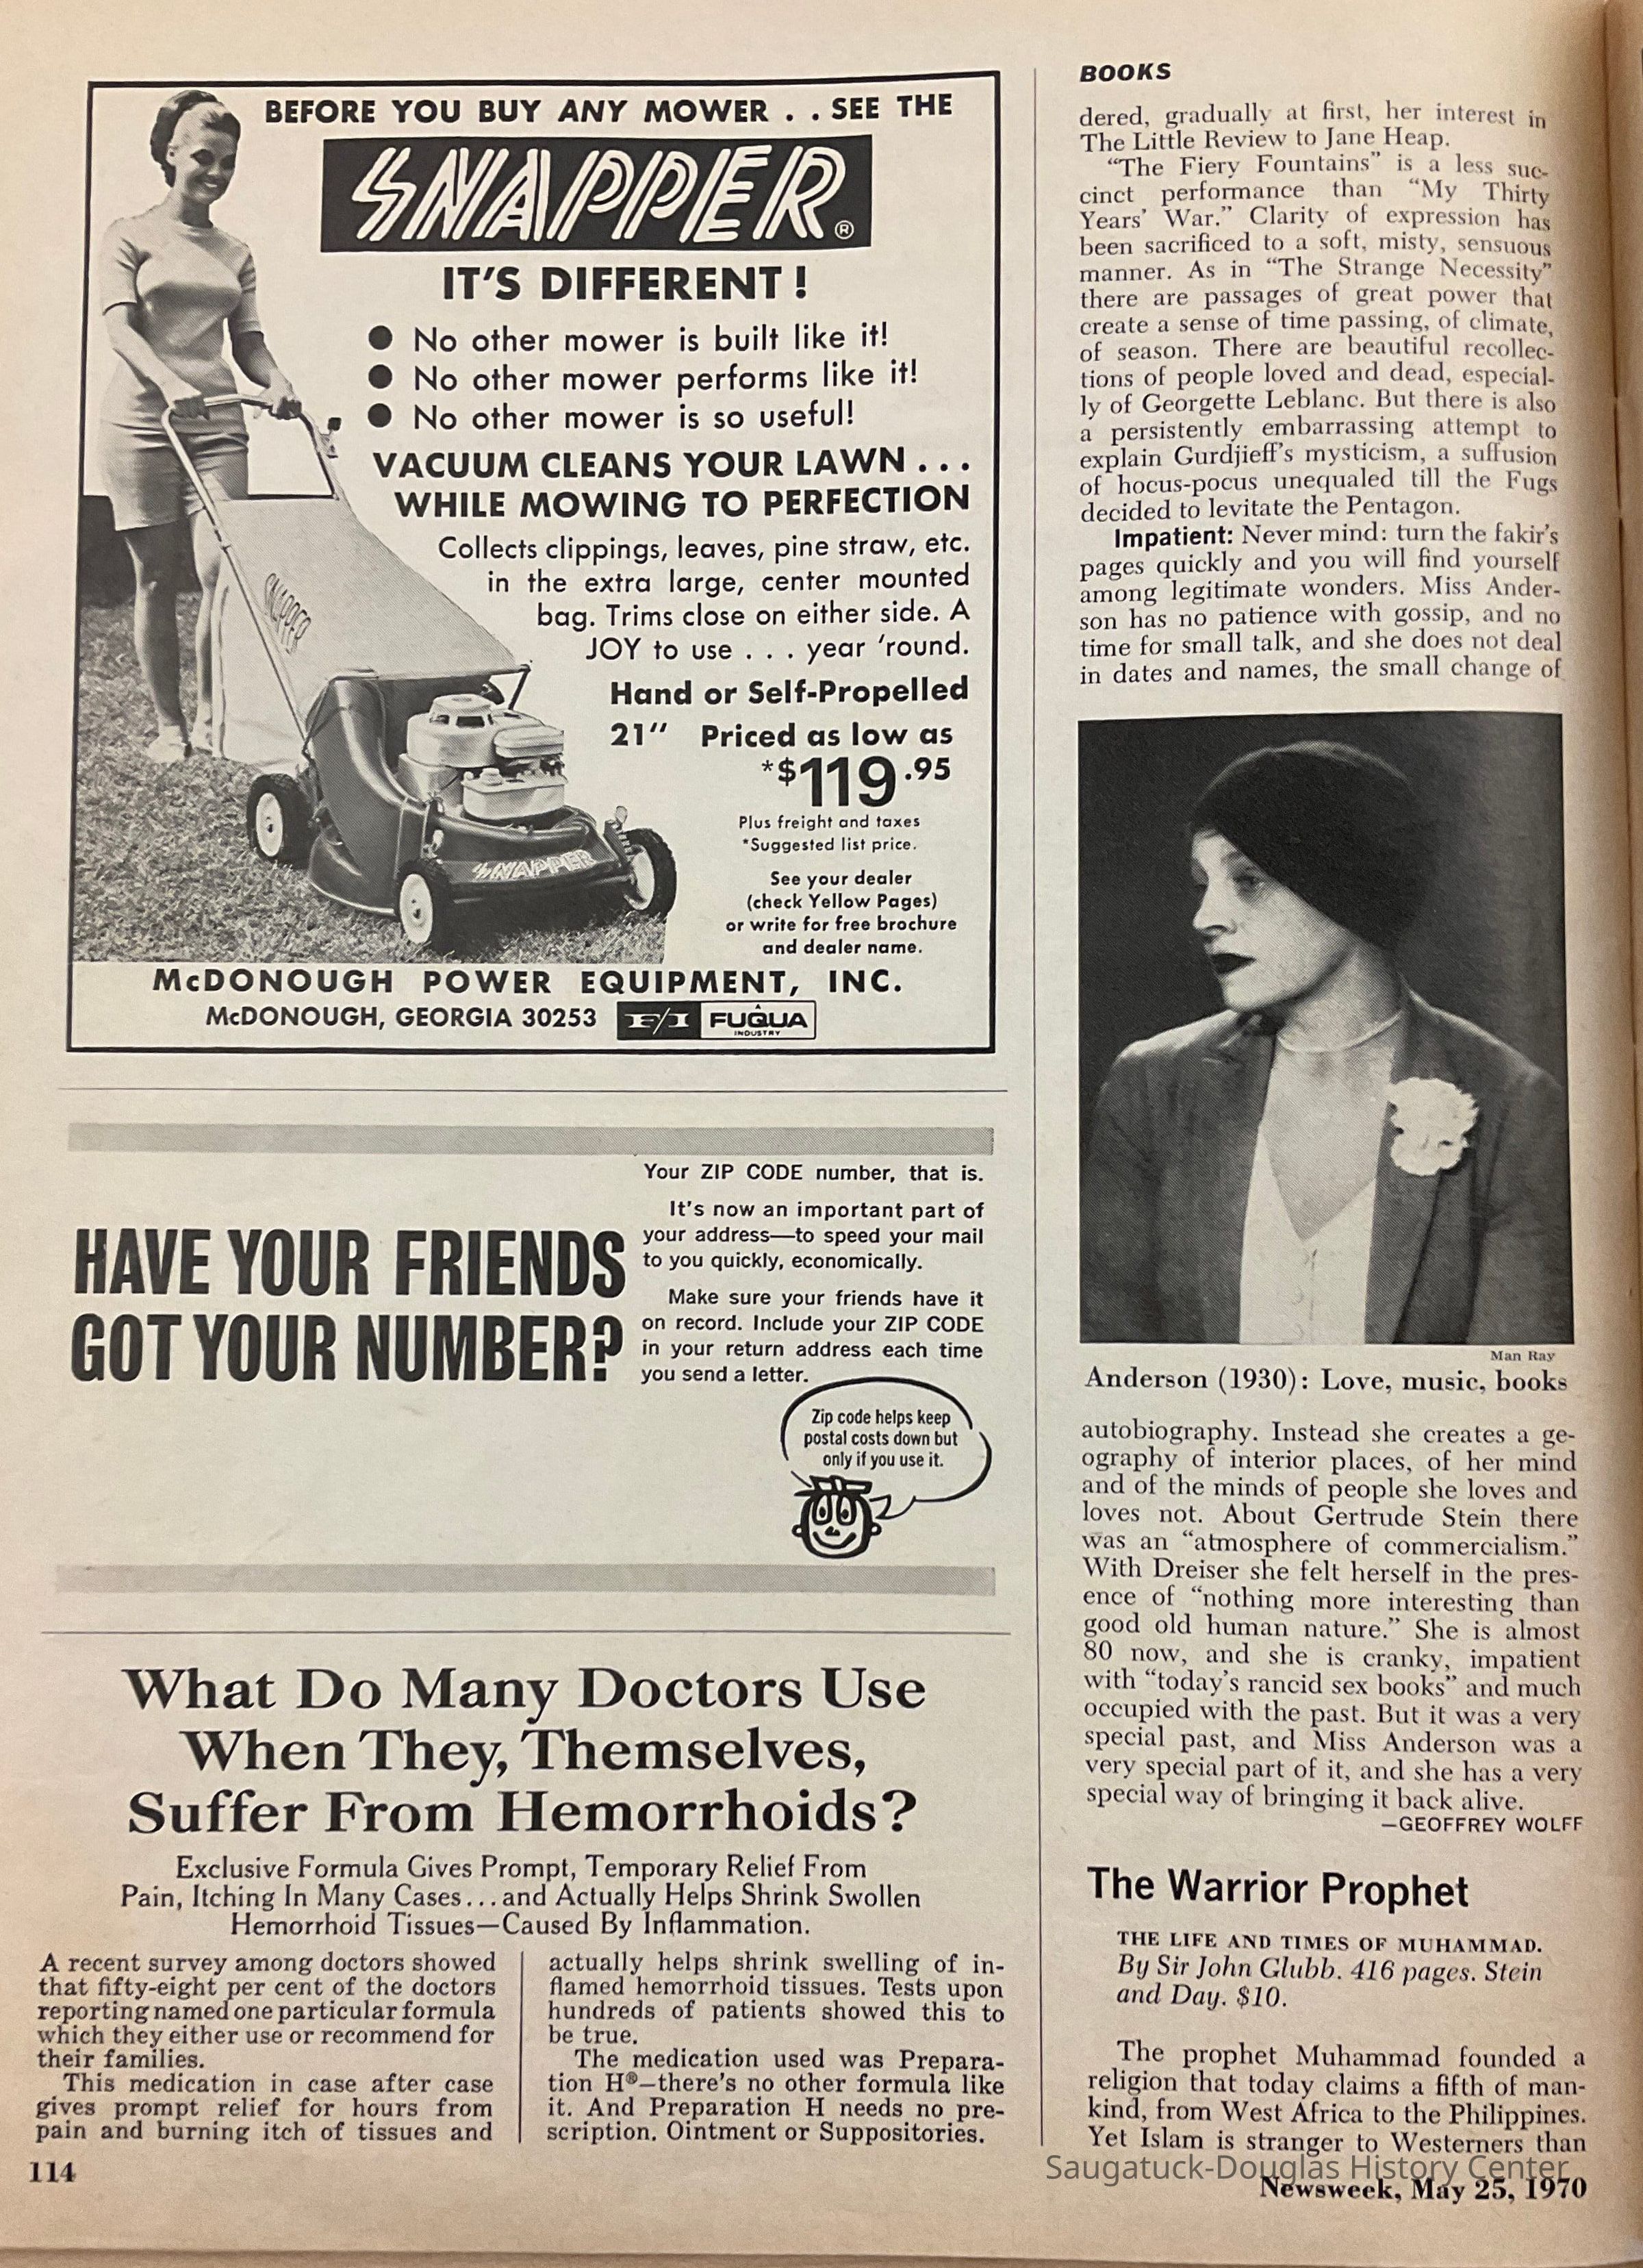 BEFORE YOU BUY ANY MOWER . . SEE THE
SNAPPER®
IT'S DIFFERENT!
● No other mower is built like it!
● No other mower performs like it!
● No other mower is so useful!
VACUUM CLEANS YOUR LAWN . . .
WHILE MOWING TO PERFECTION
Collects clippings, leaves, pine straw, etc.
in the extra large, center mounted
bag. Trims close on either side. A
JOY to use . . . year 'round.
Hand or Self-Propelled
21" Priced as low as
*$119.95
Plus freight and taxes
*Suggested list price.
See your dealer
(check Yellow Pages)
or write for free brochure
and dealer name.
SNAPPER
SNAPPER
McDONOUGH POWER EQUIPMENT, INC.
McDONOUGH, GEORGIA 30253 F/I A FUQUA INDUSTRY
HAVE YOUR FRIENDS
GOT YOUR NUMBER?
Your ZIP CODE number, that is.
It's now an important part of
your address—to speed your mail
to you quickly, economically.
Make sure your friends have it
on record. Include your ZIP CODE
in your return address each time
you send a letter.
Zip code helps keep
postal costs down but
only if you use it.
What Do Many Doctors Use
When They, Themselves,
Suffer From Hemorrhoids?
Exclusive Formula Gives Prompt, Temporary Relief From
Pain, Itching In Many Cases...and Actually Helps Shrink Swollen
Hemorrhoid Tissues—Caused By Inflammation.
A recent survey among doctors showed
that fifty-eight per cent of the doctors
reporting named one particular formula
which they either use or recommend for
their families.
This medication in case after case
gives prompt relief for hours from
pain and burning itch of tissues and
actually helps shrink swelling of in-
flamed hemorrhoid tissues. Tests upon
hundreds of patients showed this to
be true.
The medication used was Prepara-
tion H®—there's no other formula like
it. And Preparation H needs no pre-
scription. Ointment or Suppositories.
114
BOOKS
dered, gradually at first, her interest in
The Little Review to Jane Heap.
"The Fiery Fountains" is a less suc-
cinct performance than "My Thirty
Years' War." Clarity of expression has
been sacrificed to a soft, misty, sensuous
manner. As in "The Strange Necessity"
there are passages of great power that
create a sense of time passing, of climate,
of season. There are beautiful recollec-
tions of people loved and dead, especial-
ly of Georgette Leblanc. But there is also
a persistently embarrassing attempt to
explain Gurdjieff's mysticism, a suffusion
of hocus-pocus unequaled till the Fugs
decided to levitate the Pentagon.
Impatient: Never mind: turn the fakir's
pages quickly and you will find yourself
among legitimate wonders. Miss Ander-
son has no patience with gossip, and no
time for small talk, and she does not deal
in dates and names, the small change of
Man Ray
Anderson (1930): Love, music, books
autobiography. Instead she creates a ge-
ography of interior places, of her mind
and of the minds of people she loves and
loves not. About Gertrude Stein there
was an "atmosphere of commercialism."
With Dreiser she felt herself in the pres-
ence of "nothing more interesting than
good old human nature." She is almost
80 now, and she is cranky, impatient
with "today's rancid sex books" and much
occupied with the past. But it was a very
special past, and Miss Anderson was a
very special part of it, and she has a very
special way of bringing it back alive.
—GEOFFREY WOLFF
The Warrior Prophet
THE LIFE AND TIMES OF MUHAMMAD.
By Sir John Glubb. 416 pages. Stein
and Day. $10.
The prophet Muhammad founded a
religion that today claims a fifth of man-
kind, from West Africa to the Philippines.
Yet Islam is stranger to Westerners than
Saugatuck-Douglas History Center
Newsweek, May 25, 1970